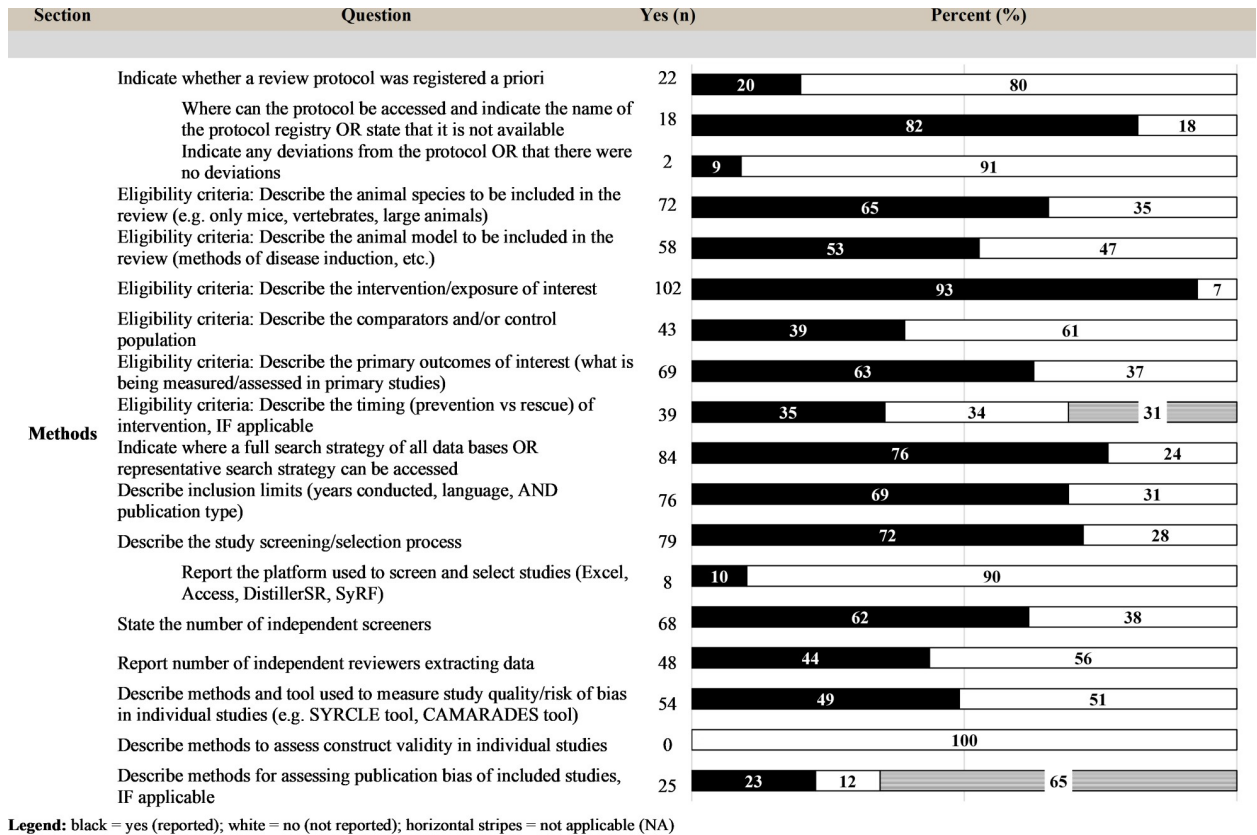 Section Question Yes (n) Percent (%)
Indicate whether a review protocol was registered a priori 22 20 80
Where can the protocol be accessed and indicate the name of
the protocol registry OR state that it is not available 18 82 18
Indicate any deviations from the protocol OR that there were
no deviations 2 9 91
Eligibility criteria: Describe the animal species to be included in the
review (e.g. only mice, vertebrates, large animals) 72 65 35
Eligibility criteria: Describe the animal model to be included in the
review (methods of disease induction, etc.) 58 53 47
Eligibility criteria: Describe the intervention/exposure of interest 102 93 7
Eligibility criteria: Describe the comparators and/or control
population 43 39 61
Eligibility criteria: Describe the primary outcomes of interest (what is
being measured/assessed in primary studies) 69 63 37
Eligibility criteria: Describe the timing (prevention vs rescue) of
intervention, IF applicable 39 35 34 31
Methods
Indicate where a full search strategy of all data bases OR
representative search strategy can be accessed 84 76 24
Describe inclusion limits (years conducted, language, AND
publication type) 76 69 31
Describe the study screening/selection process 79 72 28
Report the platform used to screen and select studies (Excel,
Access, DistillerSR, SyRF) 8 10 90
State the number of independent screeners 68 62 38
Report number of independent reviewers extracting data 48 44 56
Describe methods and tool used to measure study quality/risk of bias
in individual studies (e.g. SYRCLE tool, CAMARADES tool) 54 49 51
Describe methods to assess construct validity in individual studies 0 100
Describe methods for assessing publication bias of included studies,
IF applicable 25 23 12 65
Legend: black = yes (reported); white = no (not reported); horizontal stripes = not applicable (NA)